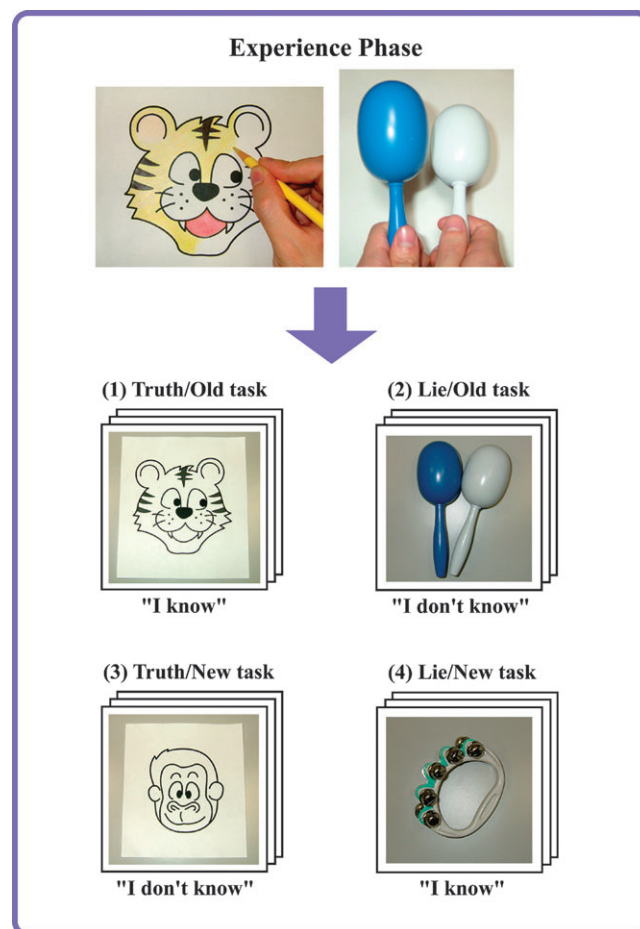 Experience Phase
(1) Truth/Old task
(2) Lie/Old task
"I know"
"I don't know"
(3) Truth/New task
(4) Lie/New task
"I don't know"
"I know"